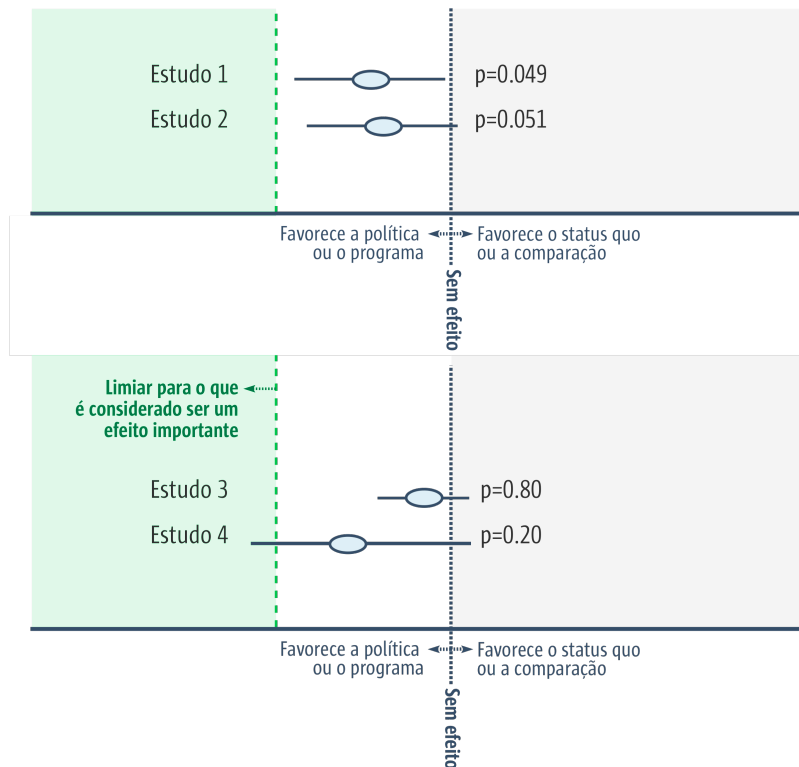 Estudo 1
p=0.049
Estudo 2
p=0.051
Favorece a política
ou o programa
Favorece o status quo
ou a comparação
Sem efeito
Limiar para o que
é considerado ser um
efeito importante
Estudo 3
p=0.80
Estudo 4
p=0.20
Favorece a política
ou o programa
Favorece o status quo
ou a comparação
Sem efeito